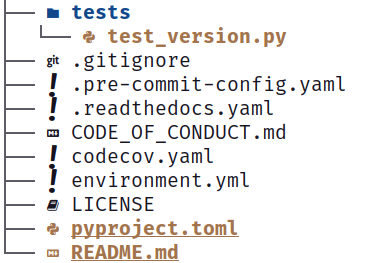 tests
test_version.py
.gitignore
.pre-commit-config.yaml
.readthedocs.yaml
CODE_OF_CONDUCT.md
codecov.yaml
environment.yml
LICENSE
pyproject.toml
README.md